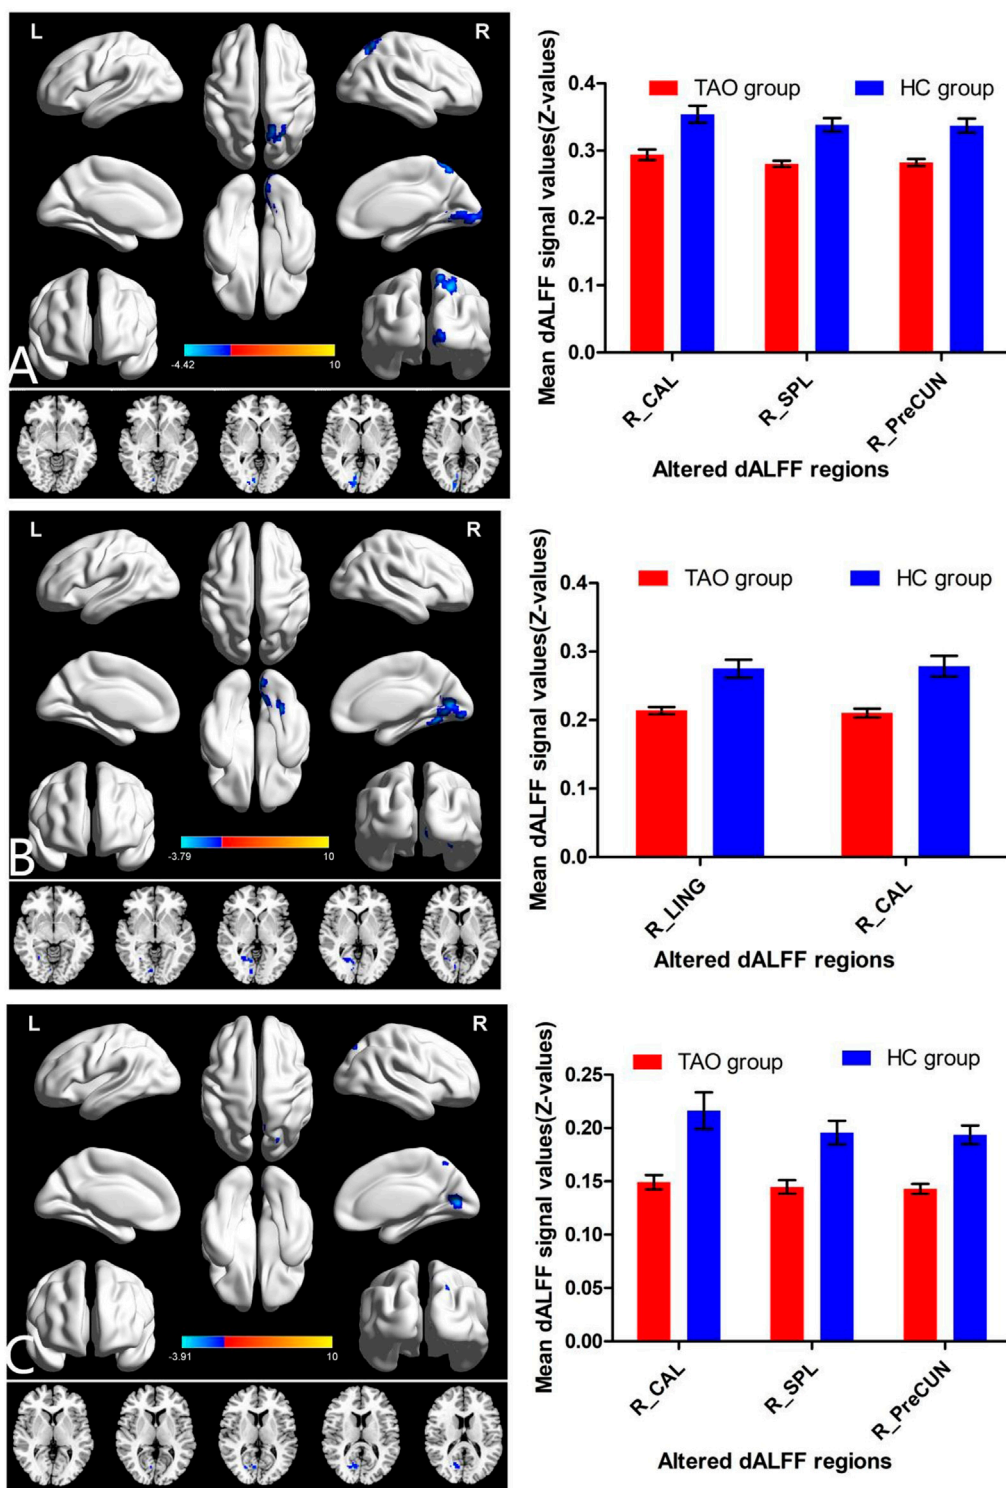 L R
-4.42 10
A
TAO group HC group
Mean dALFF signal values(Z-values)
0.4
0.3
0.2
0.1
0.0
R_CAL R_SPL R_PreCUN
Altered dALFF regions
L R
-3.79 10
B
TAO group HC group
Mean dALFF signal values(Z-values)
0.4
0.3
0.2
0.1
0.0
R_LING R_CAL
Altered dALFF regions
L R
-3.91 10
C
TAO group HC group
Mean dALFF signal values(Z-values)
0.25
0.20
0.15
0.10
0.05
0.00
R_CAL R_SPL R_PreCUN
Altered dALFF regions